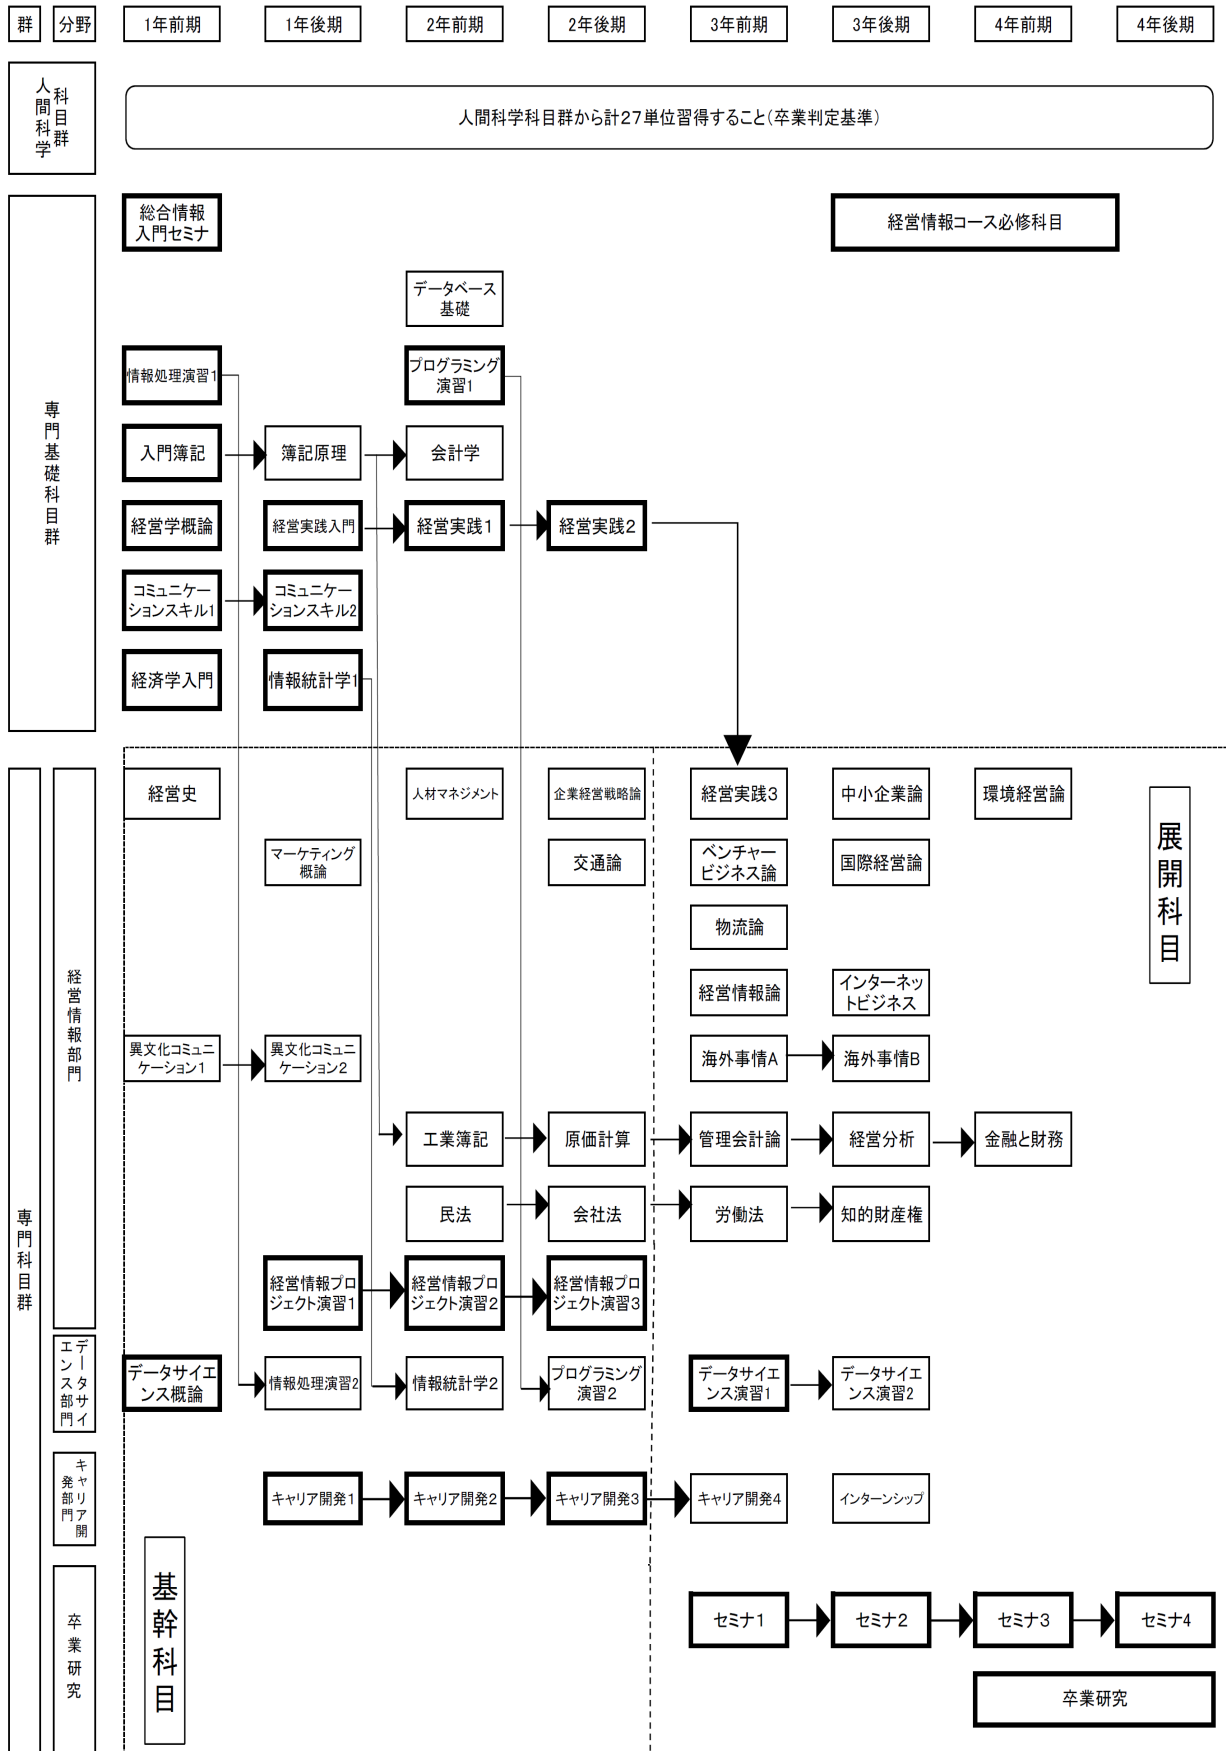 群
分野
1年前期
1年後期
2年前期
2年後期
3年前期
3年後期
4年前期
4年後期
人間科学
科目群
人間科学科目群から計27単位習得すること(卒業判定基準)
専門基礎科目群
総合情報
入門セミナ
経営情報コース必修科目
データベース
基礎
情報処理演習1
プログラミング
演習1
入門簿記
簿記原理
会計学
経営学概論
経営実践入門
経営実践1
経営実践2
コミュニケー
ションスキル1
コミュニケー
ションスキル2
経済学入門
情報統計学1
専門科目群
経営情報部門
経営史
人材マネジメント
企業経営戦略論
経営実践3
中小企業論
環境経営論
展開科目
マーケティング
概論
交通論
ベンチャー
ビジネス論
国際経営論
物流論
経営情報論
インターネッ
トビジネス
異文化コミュニ
ケーション1
異文化コミュニ
ケーション2
海外事情A
海外事情B
工業簿記
原価計算
管理会計論
経営分析
金融と財務
民法
会社法
労働法
知的財産権
経営情報プロ
ジェクト演習1
経営情報プロ
ジェクト演習2
経営情報プロ
ジェクト演習3
データサイ
エンス部門
データサイエ
ンス概論
情報処理演習2
情報統計学2
プログラミング
演習2
データサイエ
ンス演習1
データサイエ
ンス演習2
キャリア開
発部門
キャリア開発1
キャリア開発2
キャリア開発3
キャリア開発4
インターンシップ
基幹科目
卒業研究
セミナ1
セミナ2
セミナ3
セミナ4
卒業研究